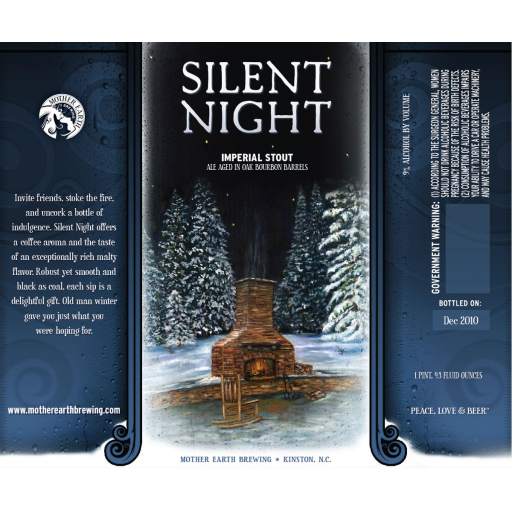 MOTHER EARTH
Invite friends, stoke the fire,
and uncork a bottle of
indulgence. Silent Night offers
a coffee aroma and the taste
of an exceptionally rich malty
flavor. Robust yet smooth and
black as coal, each sip is a
delightful gift. Old man winter
gave you just what you
were hoping for.
www.motherearthbrewing.com
SILENT
NIGHT
IMPERIAL STOUT
ALE AGED IN OAK BOURBON BARRELS
MOTHER EARTH BREWING • KINSTON, N.C.
9% ALCOHOL BY VOLUME
GOVERNMENT WARNING: (1) ACCORDING TO THE SURGEON GENERAL, WOMEN
SHOULD NOT DRINK ALCOHOLIC BEVERAGES DURING
PREGNANCY BECAUSE OF THE RISK OF BIRTH DEFECTS.
(2) CONSUMPTION OF ALCOHOLIC BEVERAGES IMPAIRS
YOUR ABILITY TO DRIVE A CAR OR OPERATE MACHINERY,
AND MAY CAUSE HEALTH PROBLEMS.
BOTTLED ON:
Dec 2010
1 PINT, 9.3 FLUID OUNCES
"PEACE, LOVE & BEER"